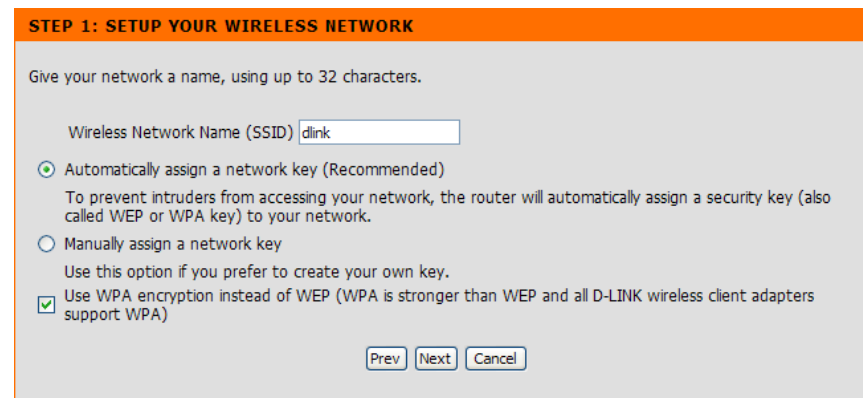 STEP 1: SETUP YOUR WIRELESS NETWORK
Give your network a name, using up to 32 characters.
Wireless Network Name (SSID) dlink
Automatically assign a network key (Recommended)
To prevent intruders from accessing your network, the router will automatically assign a security key (also
called WEP or WPA key) to your network.
Manually assign a network key
Use this option if you prefer to create your own key.
Use WPA encryption instead of WEP (WPA is stronger than WEP and all D-LINK wireless client adapters
support WPA)
Prev Next Cancel